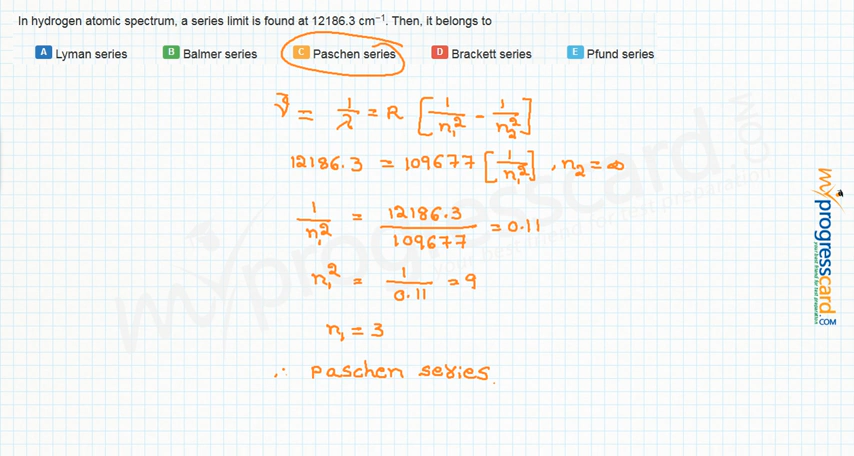 In hydrogen atomic spectrum, a series limit is found at 12186.3 cm⁻¹. Then, it belongs to
A Lyman series B Balmer series C Paschen series D Brackett series E Pfund series
ν̄ = 1/λ = R [1/n₁² - 1/n₂²]
12186.3 = 109677 [1/n₁²], n₂ = ∞
1/n₁² = 12186.3/109677 = 0.11
n₁² = 1/0.11 = 9
n₁ = 3
∴ Paschen series.
myprogresscard
.COM